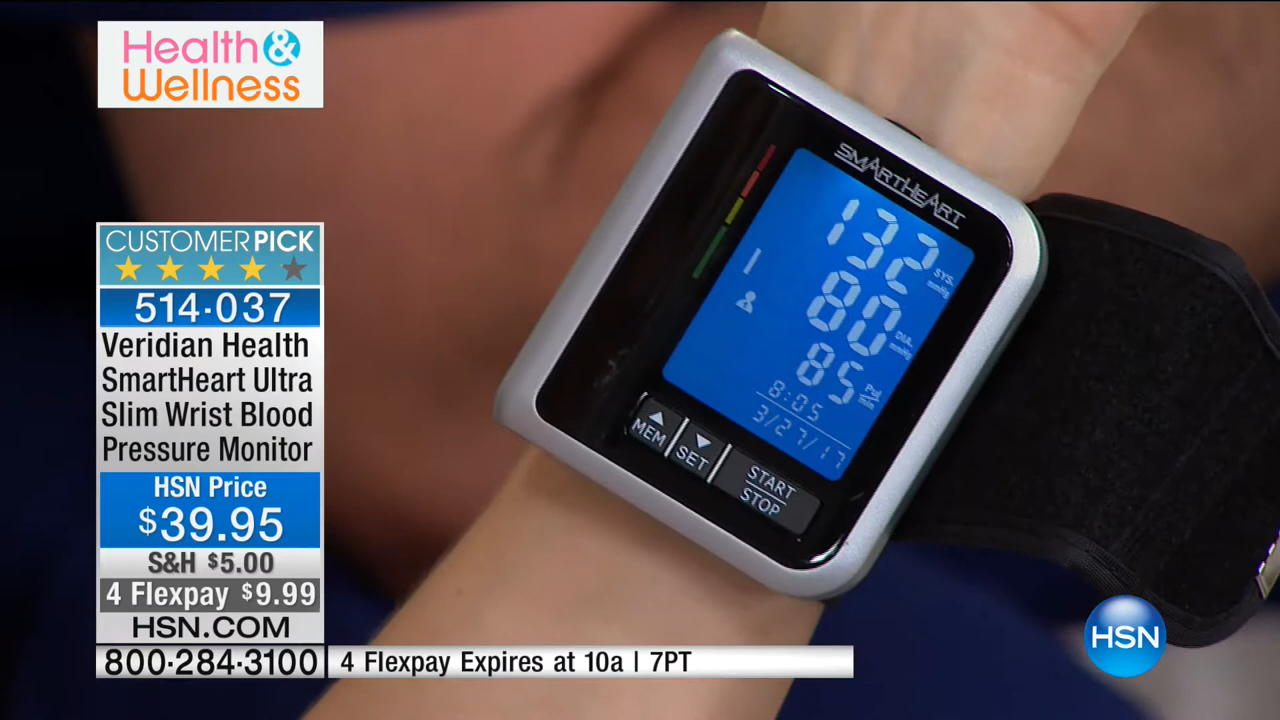 Health &
Wellness
CUSTOMER PICK
514-037
Veridian Health
SmartHeart Ultra
Slim Wrist Blood
Pressure Monitor
HSN Price
$39.95
S&H $5.00
4 Flexpay $9.99
HSN.COM
800-284-3100
4 Flexpay Expires at 10a | 7PT
SMARTHEART
132 SYS. mmHg
80 DIA. mmHg
85 Pul/min
8:05
3/27/17
MEM
SET
START
STOP
HSN